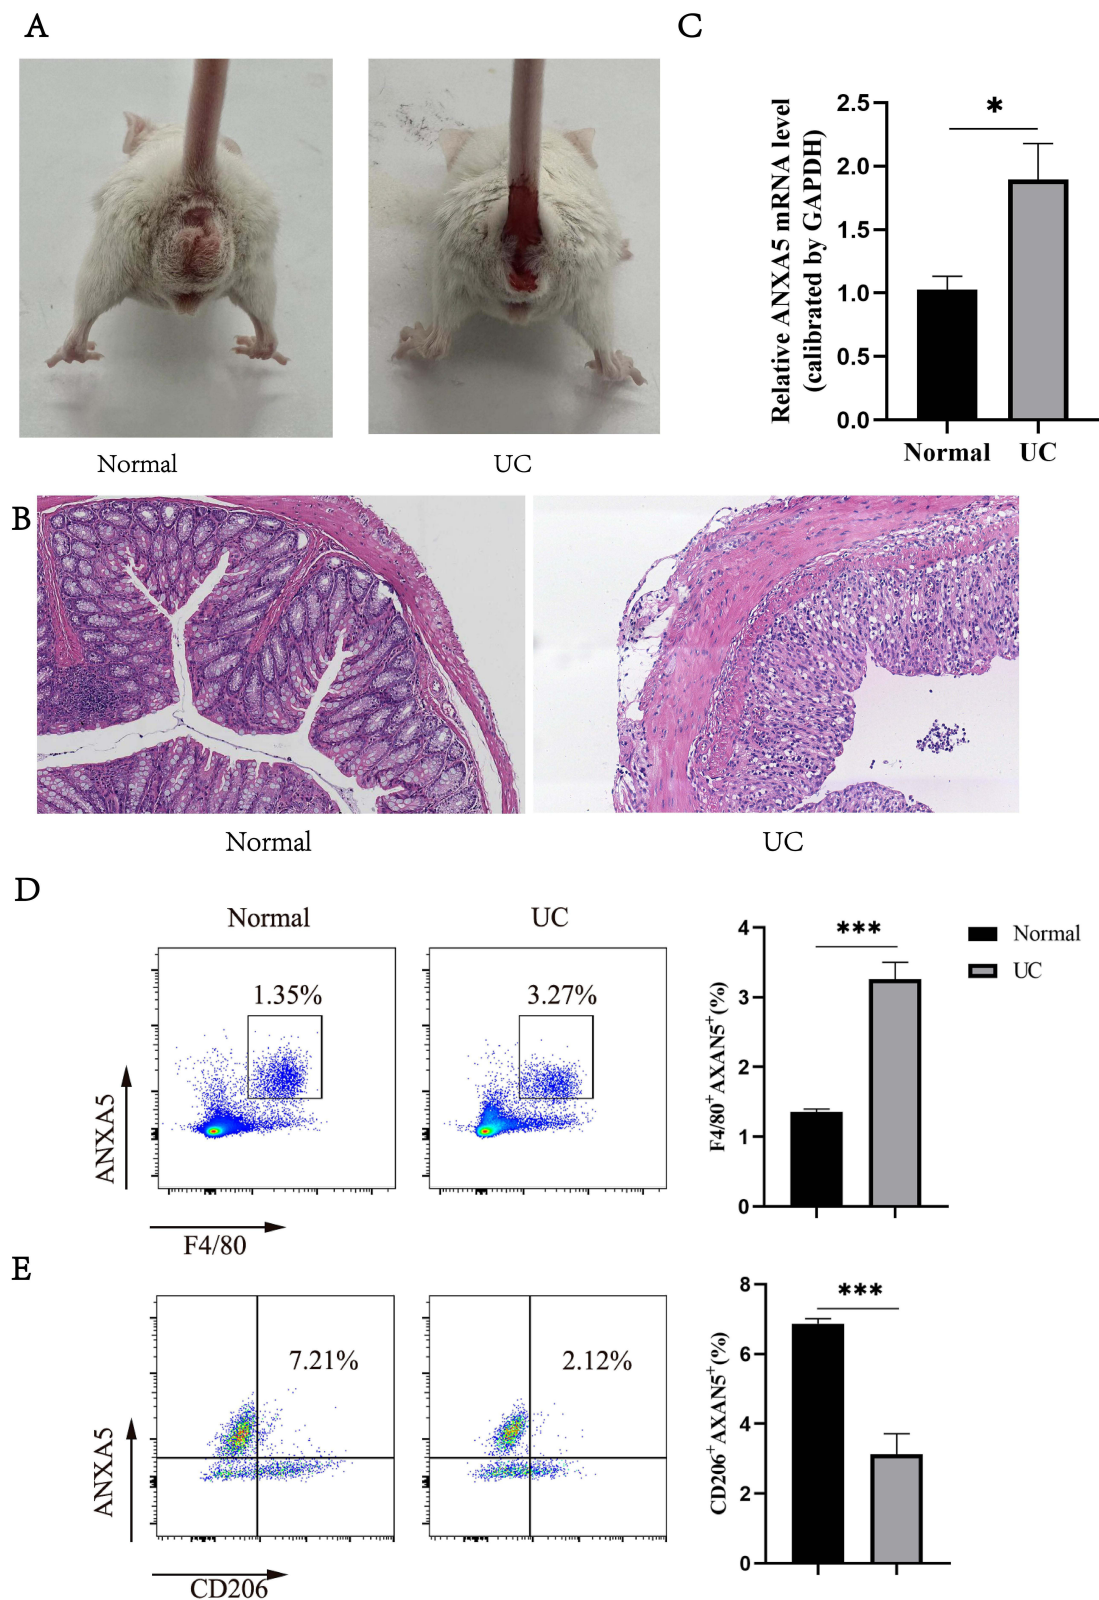 A
Normal
UC
C
Relative ANXA5 mRNA level
(calibrated by GAPDH)
2.5
2.0
1.5
1.0
0.5
0.0
*
Normal UC
B
Normal
UC
D
Normal
UC
1.35%
3.27%
ANXA5
F4/80
F4/80+ AXAN5+(%)
4
3
2
1
0
***
Normal
UC
E
7.21%
2.12%
ANXA5
CD206
CD206+ AXAN5+(%)
8
6
4
2
0
***